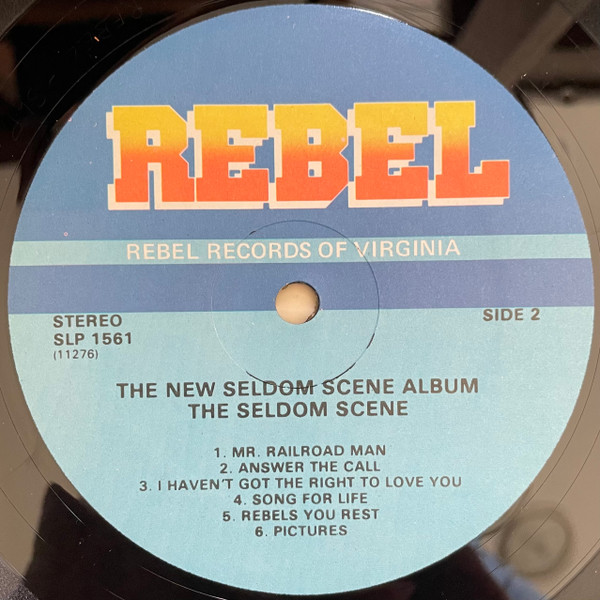 REBEL
REBEL RECORDS OF VIRGINIA
STEREO
SIDE 2
SLP 1561
(11276)
THE NEW SELDOM SCENE ALBUM
THE SELDOM SCENE
1. MR. RAILROAD MAN
2. ANSWER THE CALL
3. I HAVEN'T GOT THE RIGHT TO LOVE YOU
4. SONG FOR LIFE
5. REBELS YOU REST
6. PICTURES